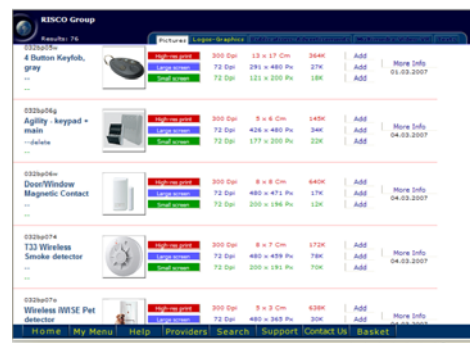 RISCO Group
Results: 76
Pictures Logos-Graphics
032bp05w
4 Button Keyfob, gray
--
--
High-res print 300 Dpi 13 x 17 Cm 364K Add
Large screen 72 Dpi 291 x 480 Px 27K Add
Small screen 72 Dpi 121 x 200 Px 18K Add
More Info
01.03.2007
032bp06g
Agility - keypad + main
--delete
--
High-res print 300 Dpi 5 x 6 Cm 145K Add
Large screen 72 Dpi 426 x 480 Px 34K Add
Small screen 72 Dpi 177 x 200 Px 22K Add
More Info
04.03.2007
032bp06w
Door/Window Magnetic Contact
--
--
High-res print 300 Dpi 8 x 8 Cm 640K Add
Large screen 72 Dpi 480 x 471 Px 17K Add
Small screen 72 Dpi 200 x 196 Px 12K Add
More Info
04.03.2007
032bp074
T33 Wireless Smoke detector
--
--
High-res print 300 Dpi 8 x 7 Cm 172K Add
Large screen 72 Dpi 480 x 459 Px 78K Add
Small screen 72 Dpi 200 x 191 Px 70K Add
More Info
04.03.2007
032bp07o
Wireless iWISE Pet detector
High-res print 300 Dpi 5 x 3 Cm 638K Add
Large screen 72 Dpi 480 x 365 Px 30K Add
More Info
Home My Menu Help Providers Search Support Contact Us Basket